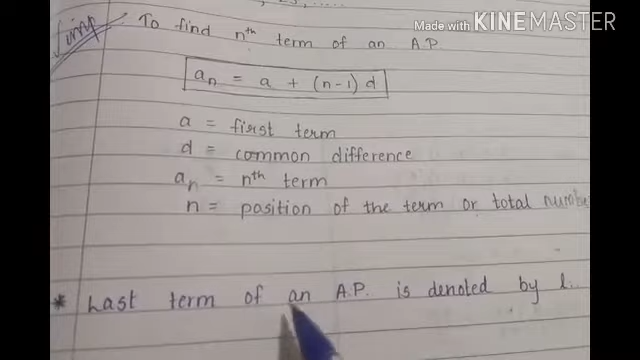 Made with KINEMASTER
V.imp
To find nth term of an A.P.
an = a + (n-1) d
a = first term
d = common difference
an = nth term
n = position of the term or total numbe
* Last term of an A.P. is denoted by l.